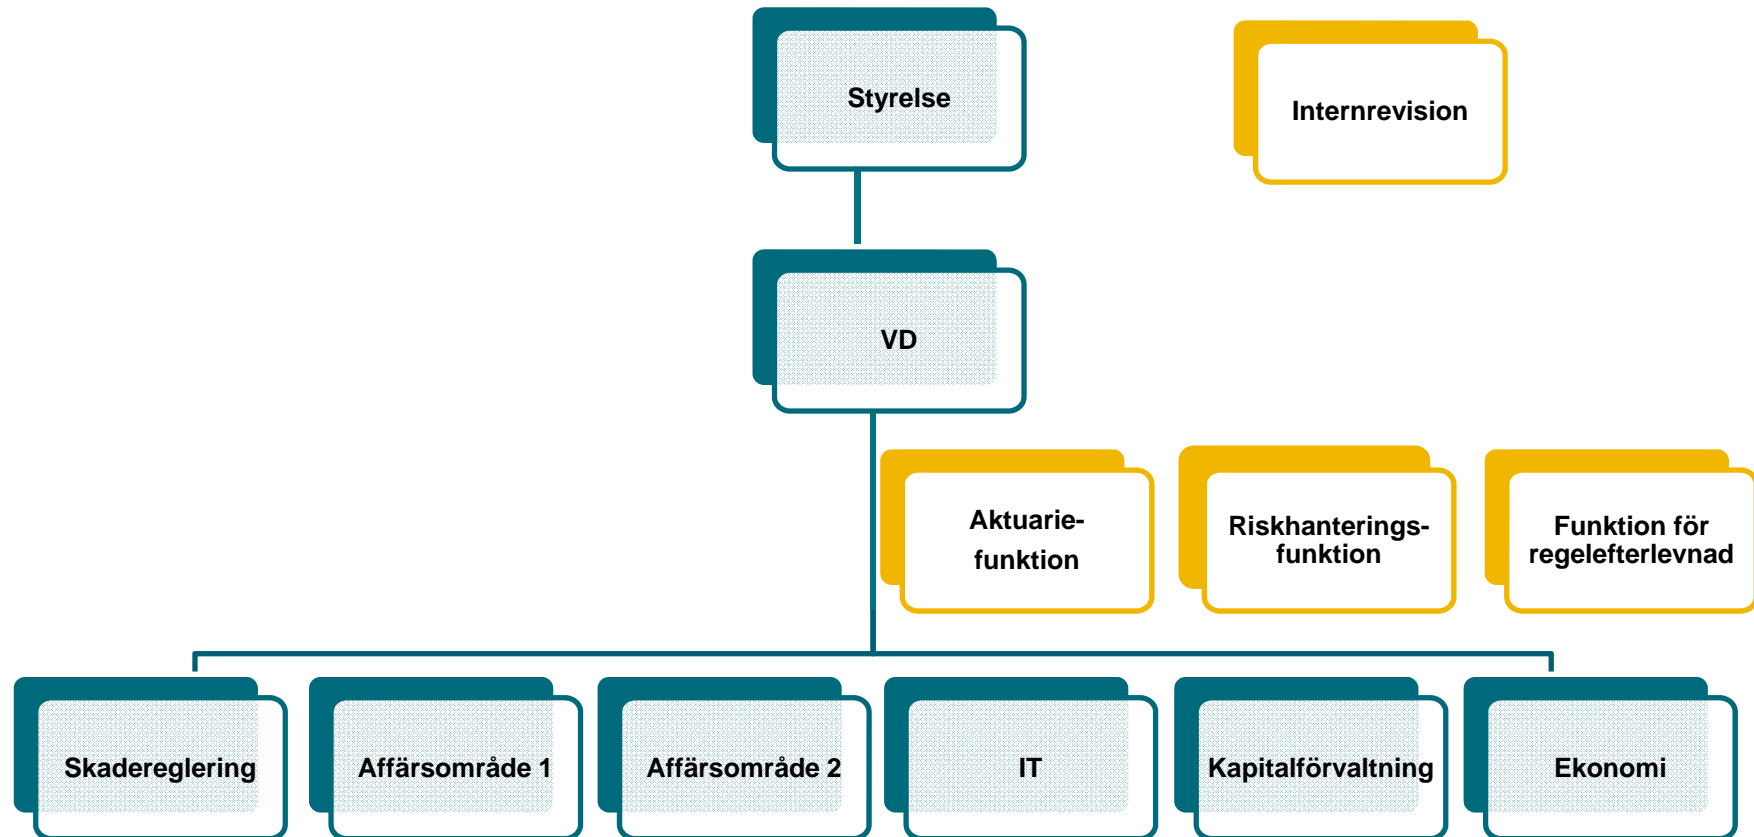 Styrelse
Internrevision
VD
Aktuarie-
funktion
Riskhanterings-
funktion
Funktion för
regelefterlevnad
Skadereglering
Affärsområde 1
Affärsområde 2
IT
Kapitalförvaltning
Ekonomi